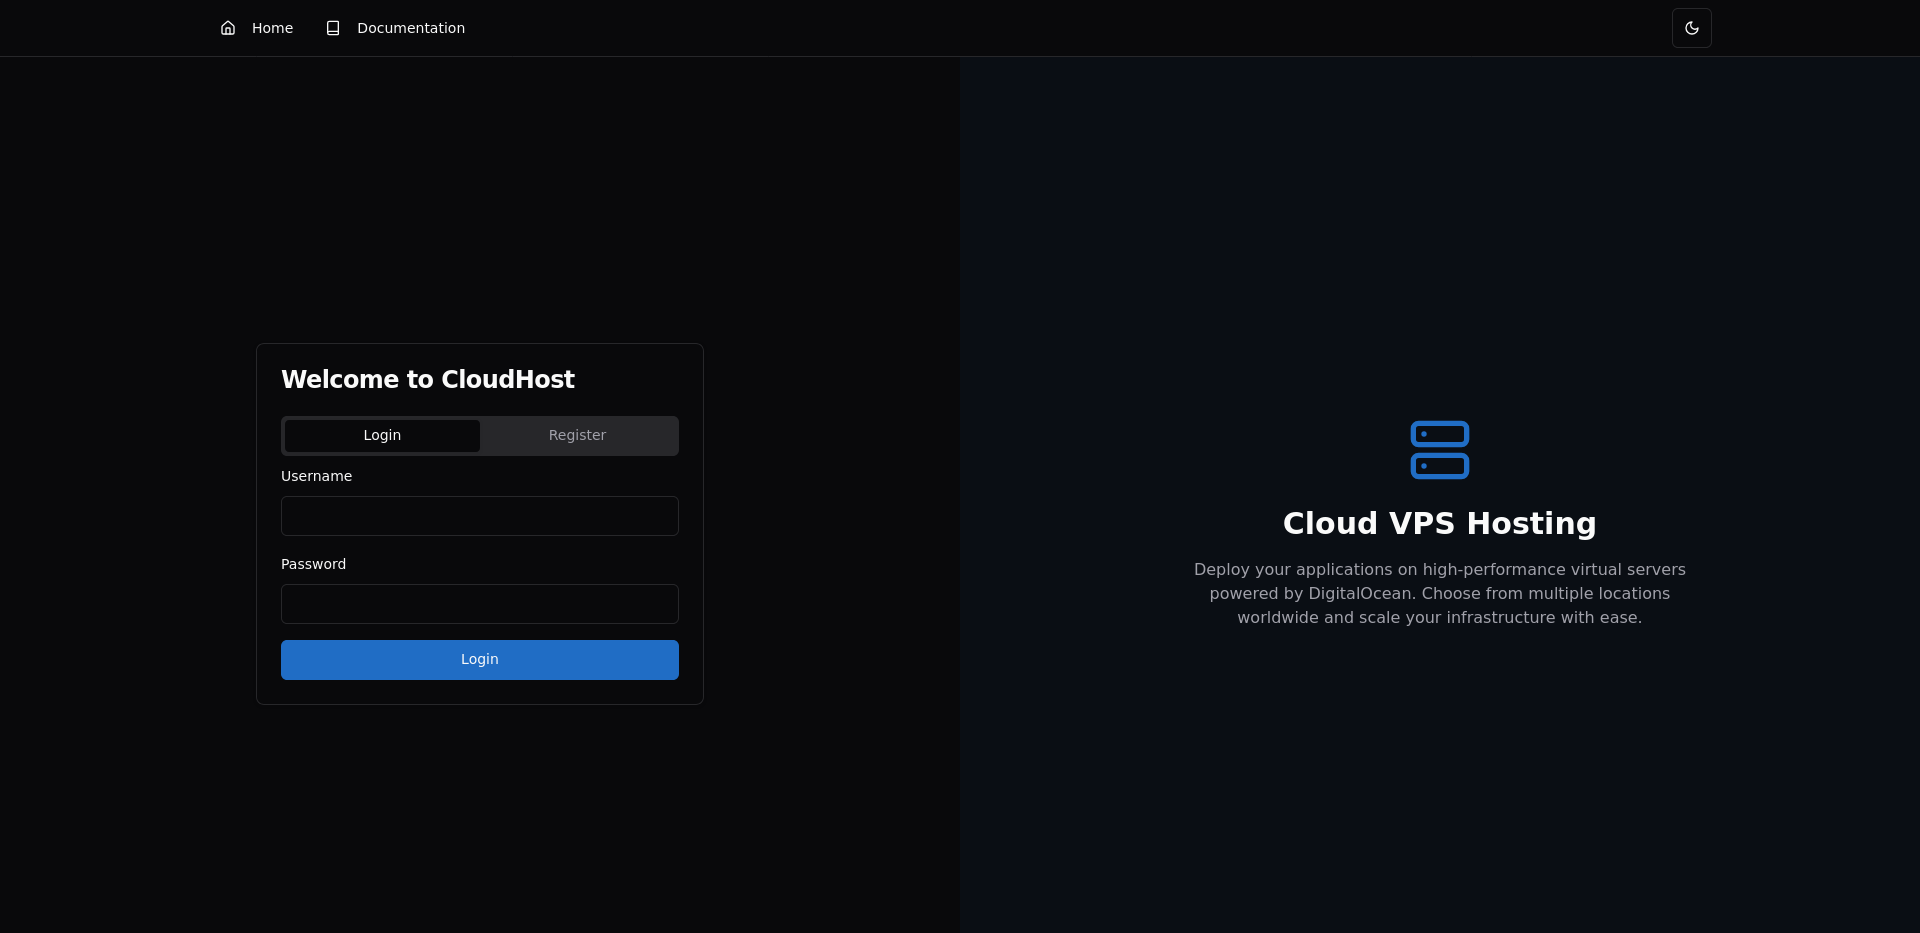 Home
Documentation
Welcome to CloudHost
Login
Register
Username
Password
Login
Cloud VPS Hosting
Deploy your applications on high-performance virtual servers
powered by DigitalOcean. Choose from multiple locations
worldwide and scale your infrastructure with ease.